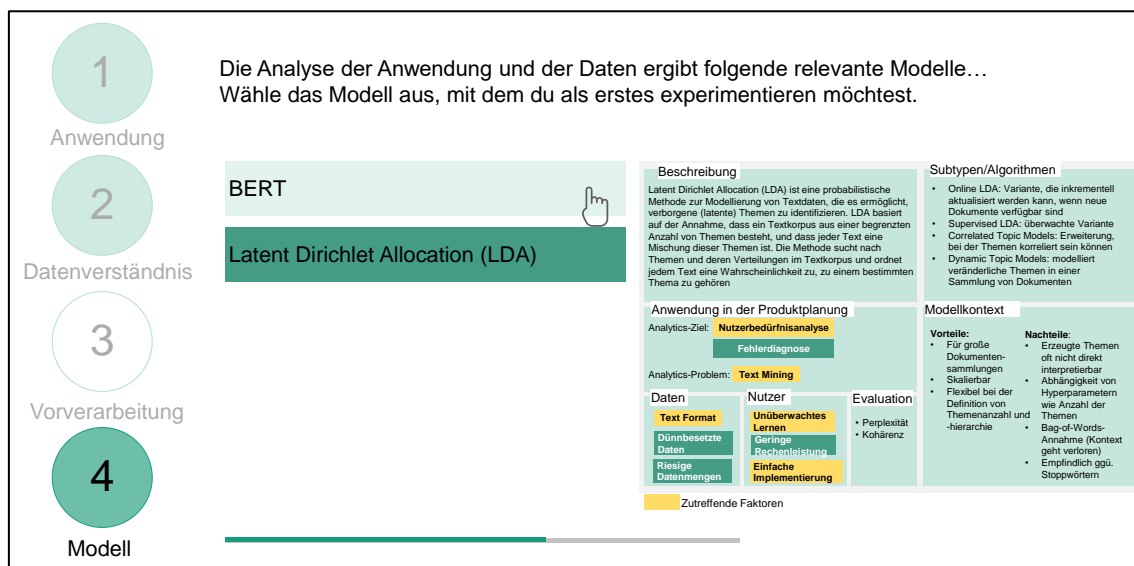 1
Anwendung
2
Datenverständnis
3
Vorverarbeitung
4
Modell
Die Analyse der Anwendung und der Daten ergibt folgende relevante Modelle…
Wähle das Modell aus, mit dem du als erstes experimentieren möchtest.
BERT
Latent Dirichlet Allocation (LDA)
Beschreibung
Latent Dirichlet Allocation (LDA) ist eine probabilistische
Methode zur Modellierung von Textdaten, die es ermöglicht,
verborgene (latente) Themen zu identifizieren. LDA basiert
auf der Annahme, dass ein Textkorpus aus einer begrenzten
Anzahl von Themen besteht, und dass jeder Text eine
Mischung dieser Themen ist. Die Methode sucht nach
Themen und deren Verteilungen im Textkorpus und ordnet
jedem Text eine Wahrscheinlichkeit zu, zu einem bestimmten
Thema zu gehören
Subtypen/Algorithmen
• Online LDA: Variante, die inkrementell
aktualisiert werden kann, wenn neue
Dokumente verfügbar sind
• Supervised LDA: überwachte Variante
• Correlated Topic Models: Erweiterung,
bei der Themen korreliert sein können
• Dynamic Topic Models: modelliert
veränderliche Themen in einer
Sammlung von Dokumenten
Anwendung in der Produktplanung
Analytics-Ziel: Nutzerbedürfnisanalyse
Fehlerdiagnose
Analytics-Problem: Text Mining
Daten
Text Format
Dünnbesetzte
Daten
Riesige
Datenmengen
Nutzer
Unüberwachtes
Lernen
Geringe
Rechenleistung
Einfache
Implementierung
Evaluation
• Perplexität
• Kohärenz
Modellkontext
Vorteile:
• Für große
Dokumenten-
sammlungen
• Skalierbar
• Flexibel bei der
Definition von
Themenanzahl und
-hierarchie
Nachteile:
• Erzeugte Themen
oft nicht direkt
interpretierbar
• Abhängigkeit von
Hyperparametern
wie Anzahl der
Themen
• Bag-of-Words-
Annahme (Kontext
geht verloren)
• Empfindlich ggü.
Stoppwörtern
Zutreffende Faktoren